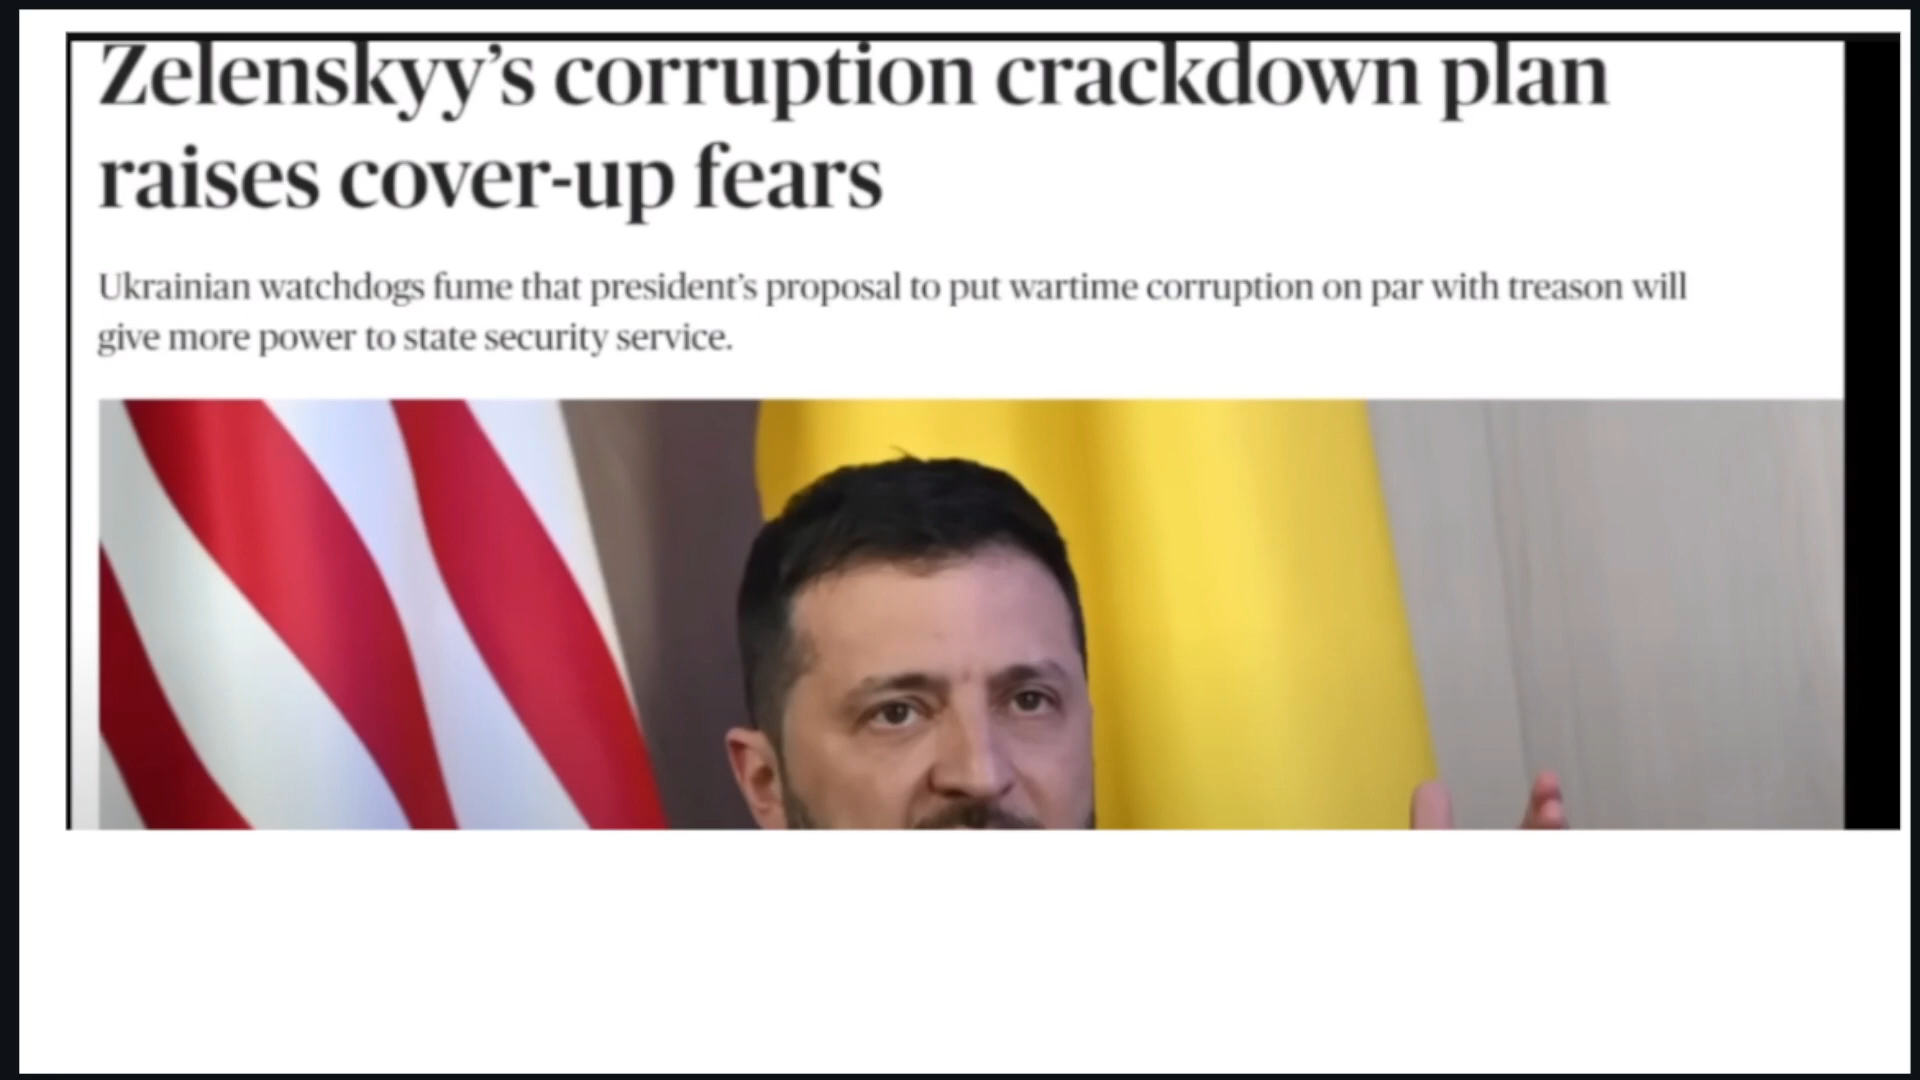 Zelenskyy’s corruption crackdown plan
raises cover-up fears
Ukrainian watchdogs fume that president’s proposal to put wartime corruption on par with treason will
give more power to state security service.